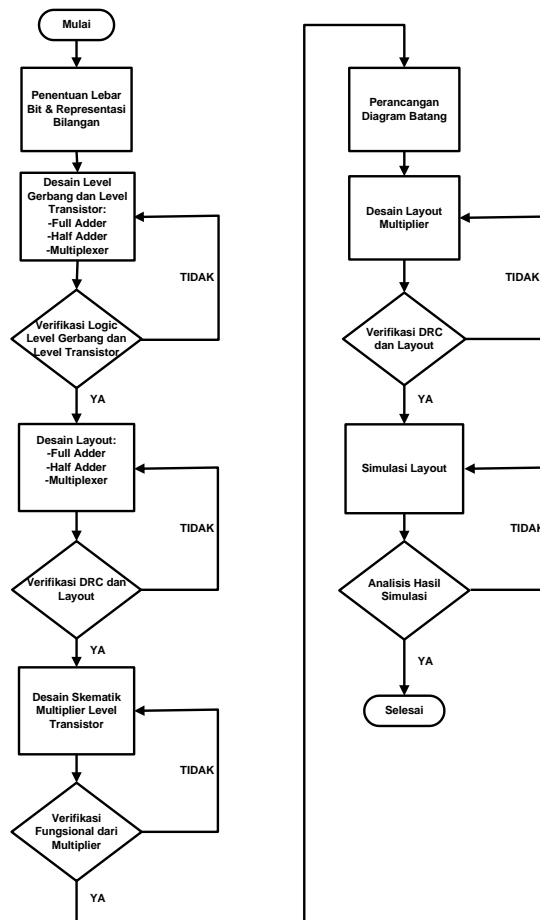 Mulai
Penentuan Lebar
Bit & Representasi
Bilangan
Desain Level
Gerbang dan Level
Transistor:
-Full Adder
-Half Adder
-Multiplexer
TIDAK
Verifikasi Logic
Level Gerbang dan
Level Transistor
YA
Desain Layout:
-Full Adder
-Half Adder
-Multiplexer
TIDAK
Verifikasi DRC dan
Layout
YA
Desain Skematik
Multiplier Level
Transistor
TIDAK
Verifikasi
Fungsional dari
Multiplier
YA
Perancangan
Diagram Batang
Desain Layout
Multiplier
TIDAK
Verifikasi DRC
dan Layout
YA
Simulasi Layout
TIDAK
Analisis Hasil
Simulasi
YA
Selesai